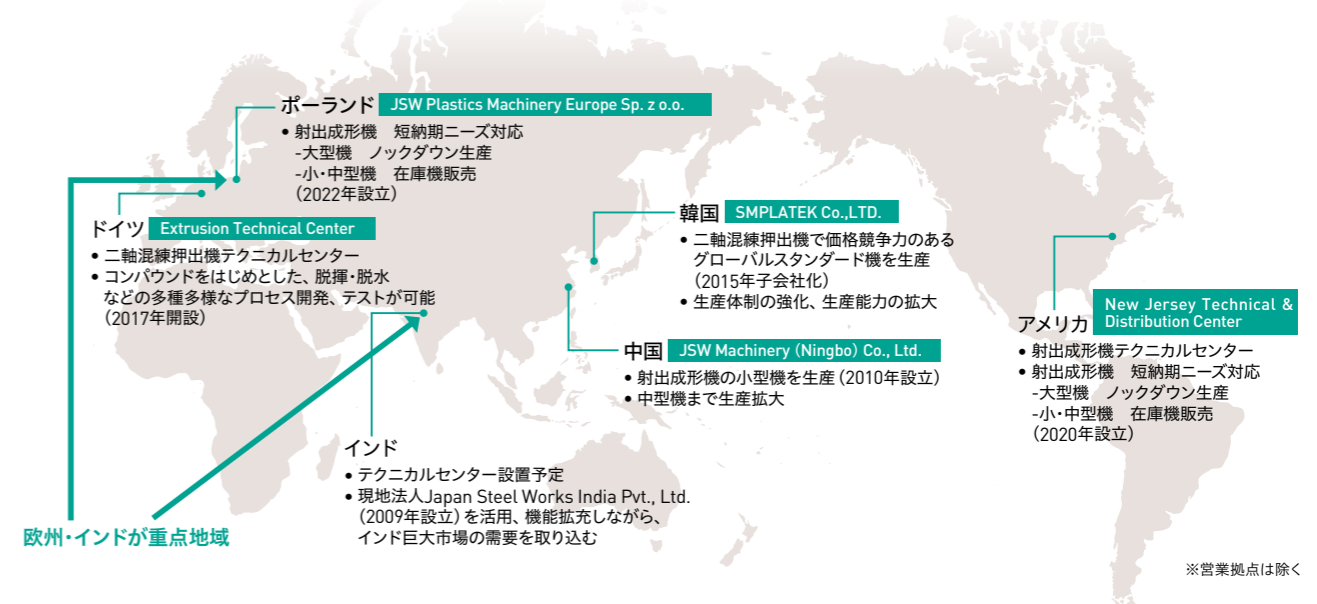 ポーランド JSW Plastics Machinery Europe Sp. z o.o.
• 射出成形機　短納期ニーズ対応
-大型機　ノックダウン生産
-小・中型機　在庫機販売
（2022年設立）
ドイツ Extrusion Technical Center
• 二軸混練押出機テクニカルセンター
• コンパウンドをはじめとした、脱揮・脱水
などの多種多様なプロセス開発、テストが可能
（2017年開設）
韓国 SMPLATEK Co.,LTD.
• 二軸混練押出機で価格競争力のある
グローバルスタンダード機を生産
（2015年子会社化）
• 生産体制の強化、生産能力の拡大
中国 JSW Machinery（Ningbo）Co., Ltd.
• 射出成形機の小型機を生産（2010年設立）
• 中型機まで生産拡大
アメリカ New Jersey Technical &
Distribution Center
• 射出成形機テクニカルセンター
• 射出成形機　短納期ニーズ対応
-大型機　ノックダウン生産
-小・中型機　在庫機販売
（2020年設立）
インド
• テクニカルセンター設置予定
• 現地法人Japan Steel Works India Pvt., Ltd.
（2009年設立）を活用、機能拡充しながら、
インド巨大市場の需要を取り込む
欧州・インドが重点地域
※営業拠点は除く